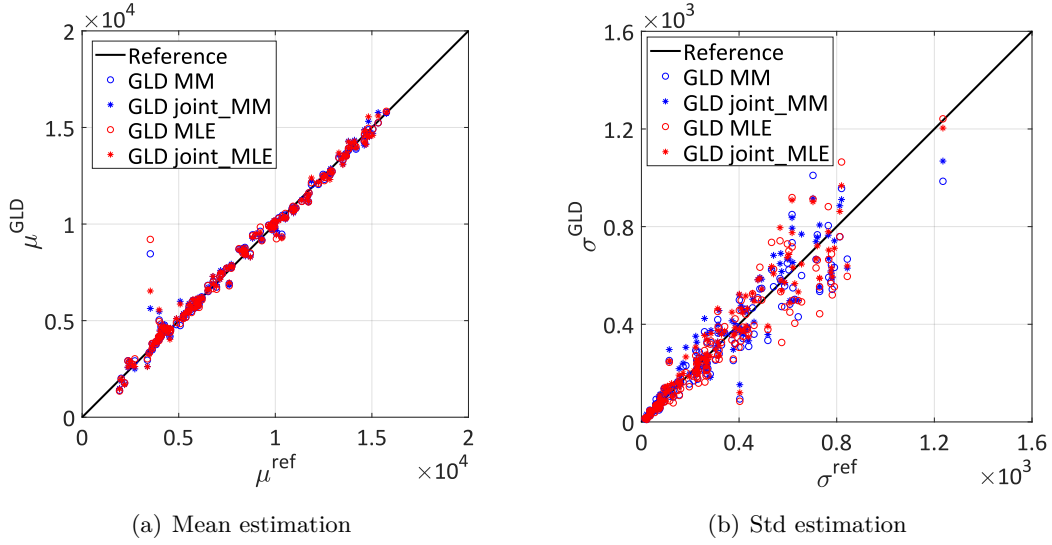 ×10⁴
2
1.5
1
0.5
0
0 0.5 1 1.5 2
×10⁴
μ^GLD
μ^ref
Reference
GLD MM
GLD joint_MM
GLD MLE
GLD joint_MLE
(a) Mean estimation
×10³
1.6
1.2
0.8
0.4
0
0 0.4 0.8 1.2 1.6
×10³
σ^GLD
σ^ref
Reference
GLD MM
GLD joint_MM
GLD MLE
GLD joint_MLE
(b) Std estimation